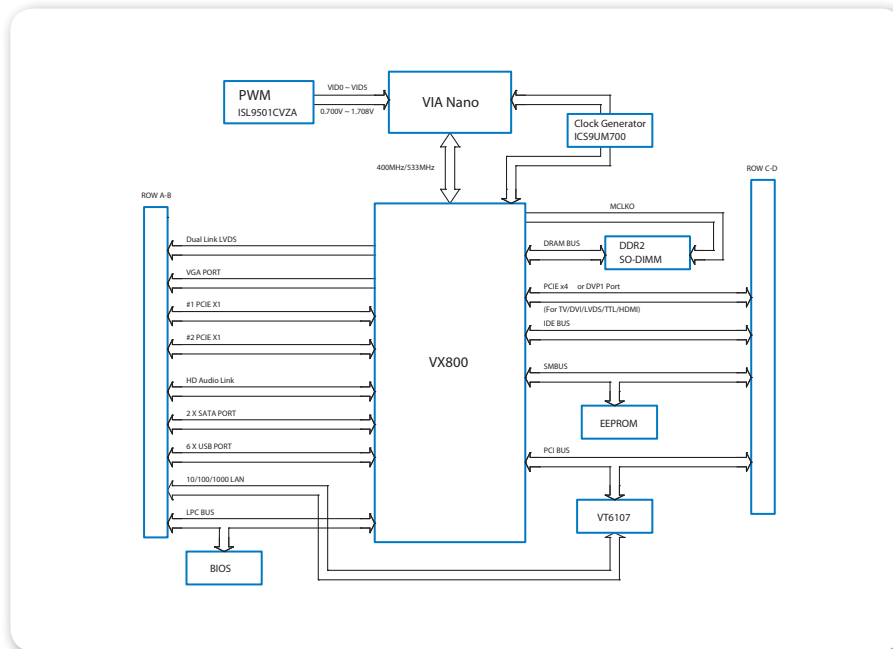 PWM
ISL9501CVZA
VID0 ~ VID5
0.700V ~ 1.708V
VIA Nano
Clock Generator
ICS9UM700
400MHz/533MHz
ROW A-B
ROW C-D
MCLKO
Dual Link LVDS
DRAM BUS
DDR2
SO-DIMM
VGA PORT
PCIE x4 or DVP1 Port
#1 PCIE X1
(For TV/DVI/LVDS/TTL/HDMI)
IDE BUS
#2 PCIE X1
VX800
SMBUS
HD Audio Link
2 X SATA PORT
EEPROM
6 X USB PORT
PCI BUS
10/100/1000 LAN
LPC BUS
VT6107
BIOS